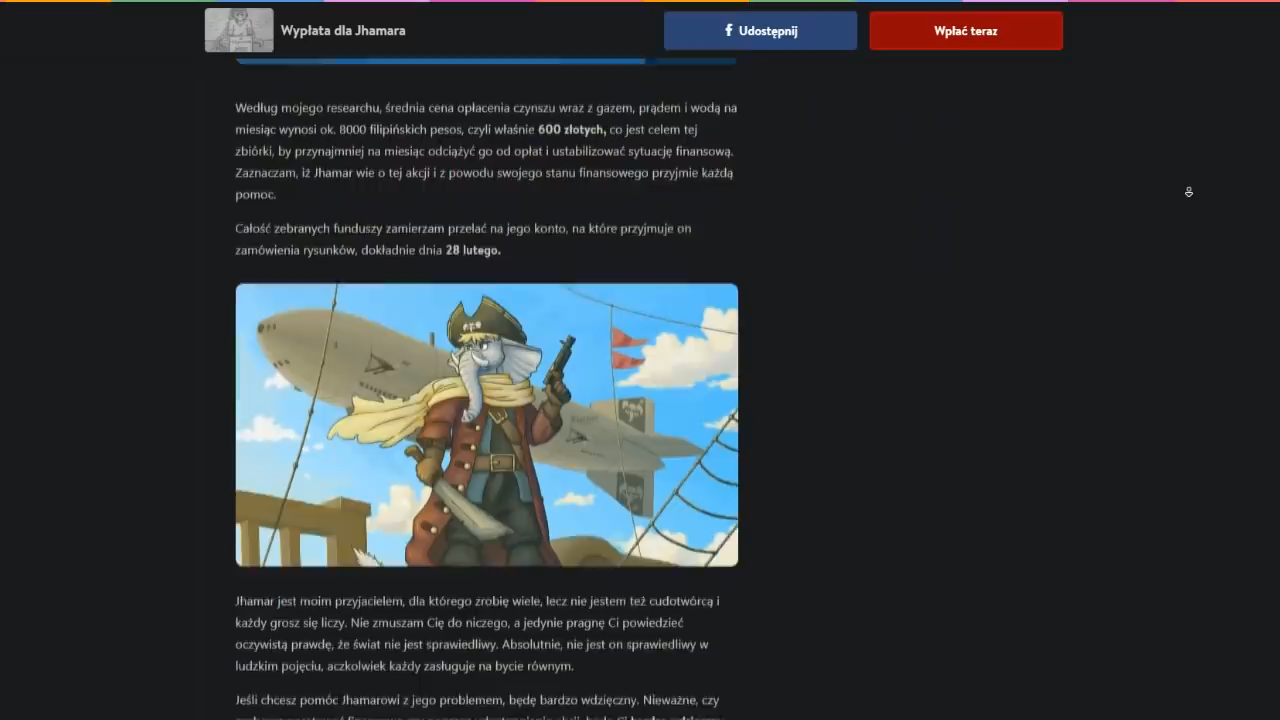 Wypłata dla Jhamara
Udostępnij
Wpłać teraz
Według mojego researchu, średnia cena opłacenia czynszu wraz z gazem, prądem i wodą na
miesiąc wynosi ok. 8000 filipińskich pesos, czyli właśnie 600 złotych, co jest celem tej
zbiórki, by przynajmniej na miesiąc odciążyć go od opłat i ustabilizować sytuację finansową.
Zaznaczam, iż Jhamar wie o tej akcji i z powodu swojego stanu finansowego przyjmie każdą
pomoc.
Całość zebranych funduszy zamierzam przelać na jego konto, na które przyjmuje on
zamówienia rysunków, dokładnie dnia 28 lutego.
Jhamar jest moim przyjacielem, dla którego zrobię wiele, lecz nie jestem też cudotwórcą i
każdy grosz się liczy. Nie zmuszam Cię do niczego, a jedynie pragnę Ci powiedzieć
oczywistą prawdę, że świat nie jest sprawiedliwy. Absolutnie, nie jest on sprawiedliwy w
ludzkim pojęciu, aczkolwiek każdy zasługuje na bycie równym.
Jeśli chcesz pomóc Jhamarowi z jego problemem, będę bardzo wdzięczny. Nieważne, czy